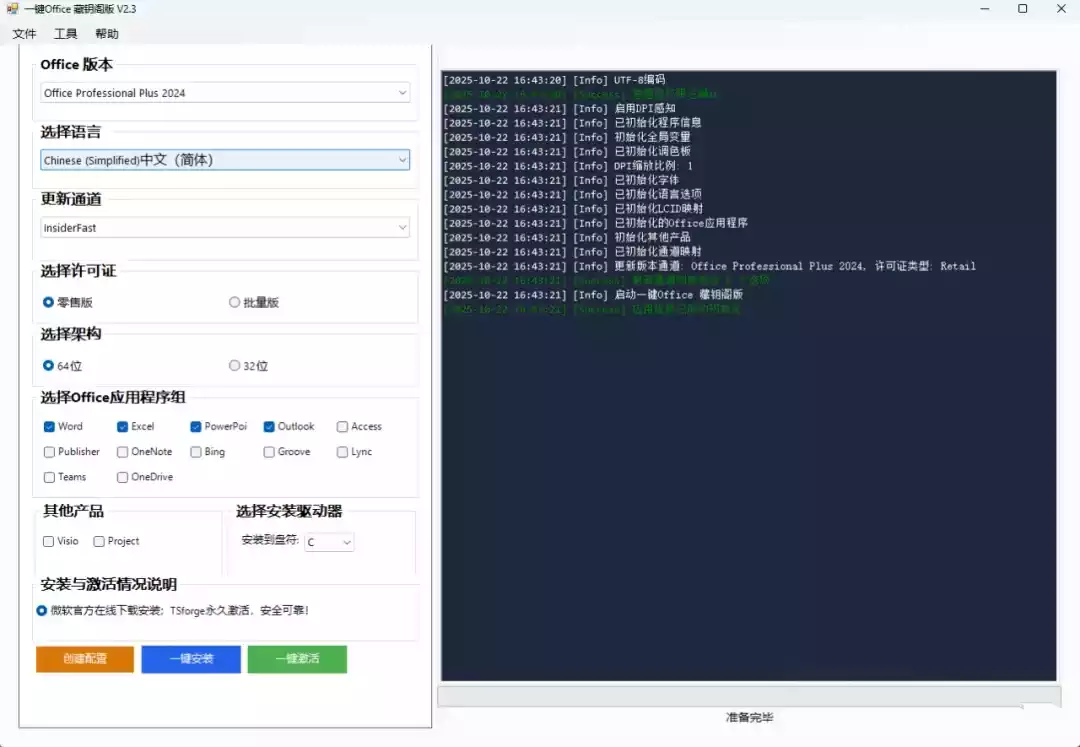 一键Office 藏钥阁版 V2.3
文件 工具 帮助
Office 版本
Office Professional Plus 2024
选择语言
Chinese (Simplified)中文（简体）
更新通道
InsiderFast
选择许可证
零售版 批量版
选择架构
64位 32位
选择Office应用程序组
Word Excel PowerPoi Outlook Access
Publisher OneNote Bing Groove Lync
Teams OneDrive
其他产品
Visio Project
选择安装驱动器
安装到盘符: C
安装与激活情况说明
微软官方在线下载安装；TSforge永久激活，安全可靠！
创建配置 一键安装 一键激活
[2025-10-22 16:43:20] [Info] UTF-8编码
[Success]
[2025-10-22 16:43:21] [Info] 启用DPI感知
[2025-10-22 16:43:21] [Info] 已初始化程序信息
[2025-10-22 16:43:21] [Info] 初始化全局变量
[2025-10-22 16:43:21] [Info] 已初始化调色板
[2025-10-22 16:43:21] [Info] DPI缩放比例: 1
[2025-10-22 16:43:21] [Info] 已初始化字体
[2025-10-22 16:43:21] [Info] 已初始化语言选项
[2025-10-22 16:43:21] [Info] 已初始化LCID映射
[2025-10-22 16:43:21] [Info] 已初始化的Office应用程序
[2025-10-22 16:43:21] [Info] 初始化其他产品
[2025-10-22 16:43:21] [Info] 已初始化通道映射
[2025-10-22 16:43:21] [Info] 更新版本通道: Office Professional Plus 2024, 许可证类型: Retail
[2025-10-22 16:43:21] [Success]
[2025-10-22 16:43:21] [Info] 启动一键Office 藏钥阁版
[2025-10-22 16:43:21] [Success]
准备完毕